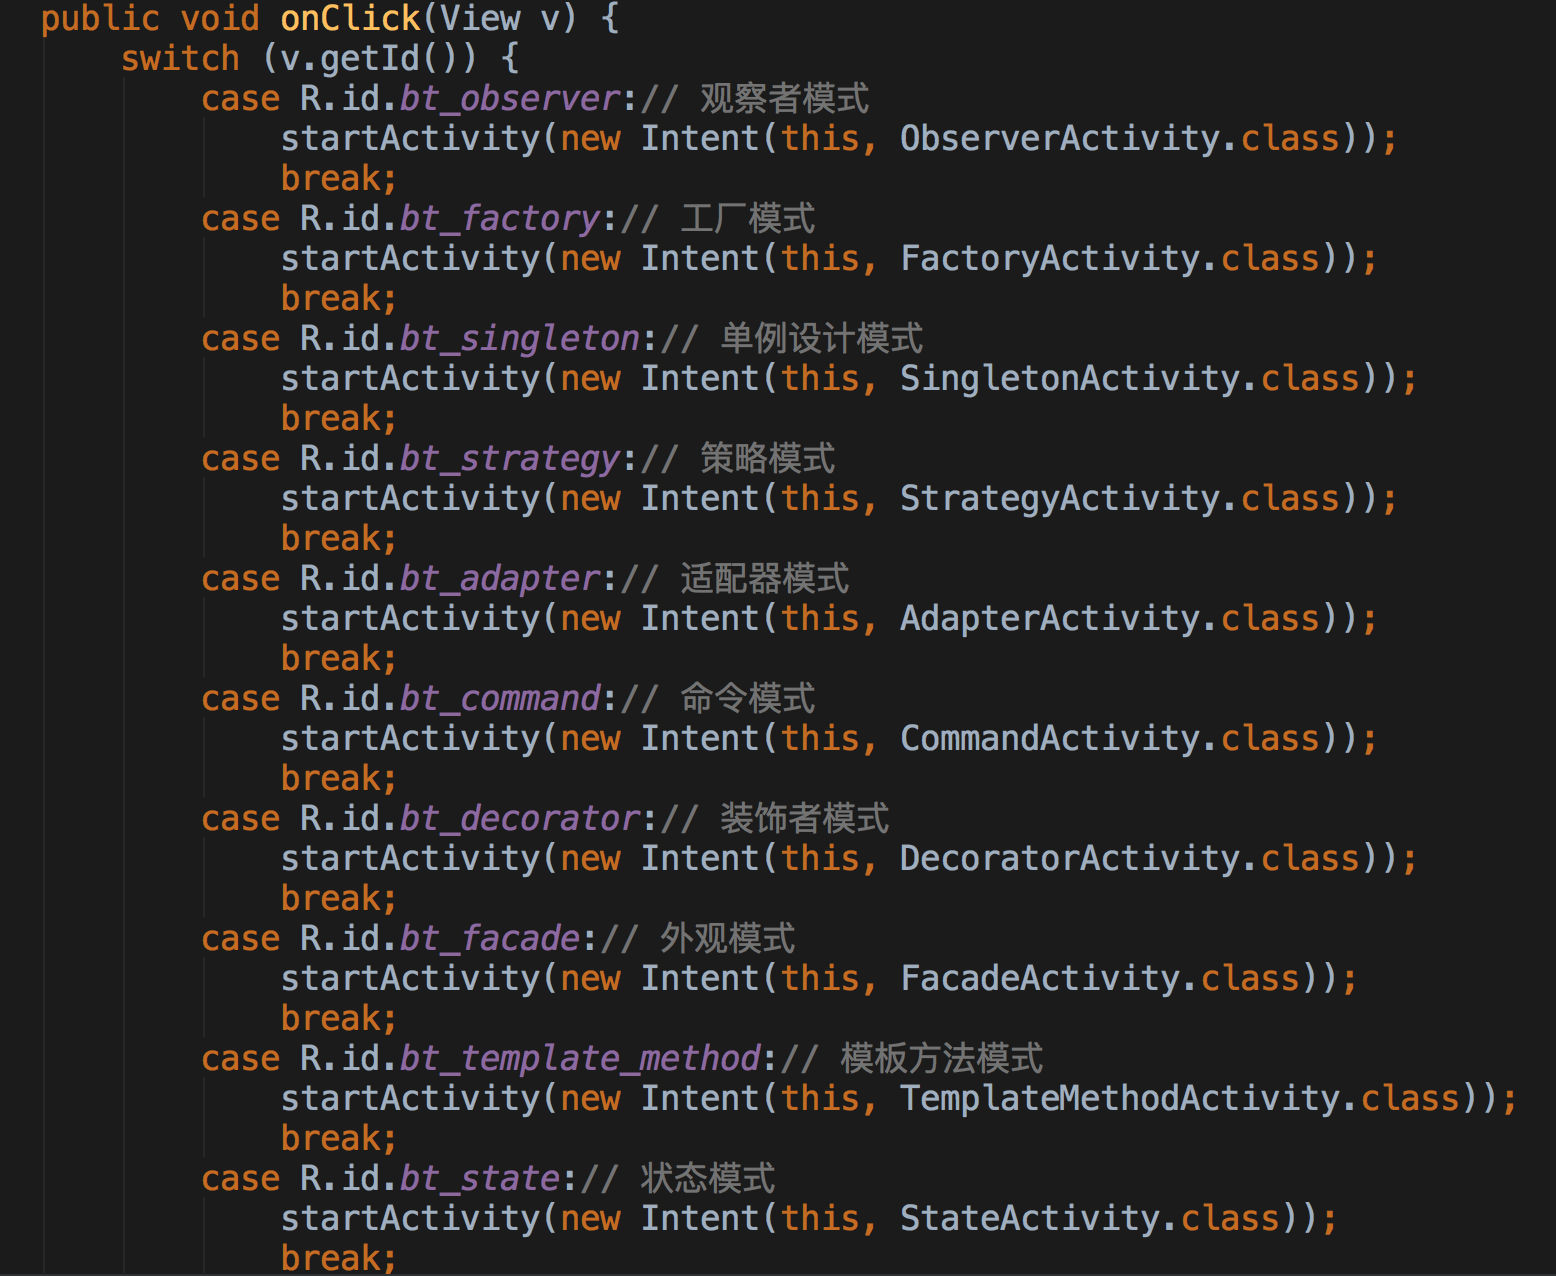 public void onClick(View v) {
switch (v.getId()) {
case R.id.bt_observer:// 观察者模式
startActivity(new Intent(this, ObserverActivity.class));
break;
case R.id.bt_factory:// 工厂模式
startActivity(new Intent(this, FactoryActivity.class));
break;
case R.id.bt_singleton:// 单例设计模式
startActivity(new Intent(this, SingletonActivity.class));
break;
case R.id.bt_strategy:// 策略模式
startActivity(new Intent(this, StrategyActivity.class));
break;
case R.id.bt_adapter:// 适配器模式
startActivity(new Intent(this, AdapterActivity.class));
break;
case R.id.bt_command:// 命令模式
startActivity(new Intent(this, CommandActivity.class));
break;
case R.id.bt_decorator:// 装饰者模式
startActivity(new Intent(this, DecoratorActivity.class));
break;
case R.id.bt_facade:// 外观模式
startActivity(new Intent(this, FacadeActivity.class));
break;
case R.id.bt_template_method:// 模板方法模式
startActivity(new Intent(this, TemplateMethodActivity.class));
break;
case R.id.bt_state:// 状态模式
startActivity(new Intent(this, StateActivity.class));
break;